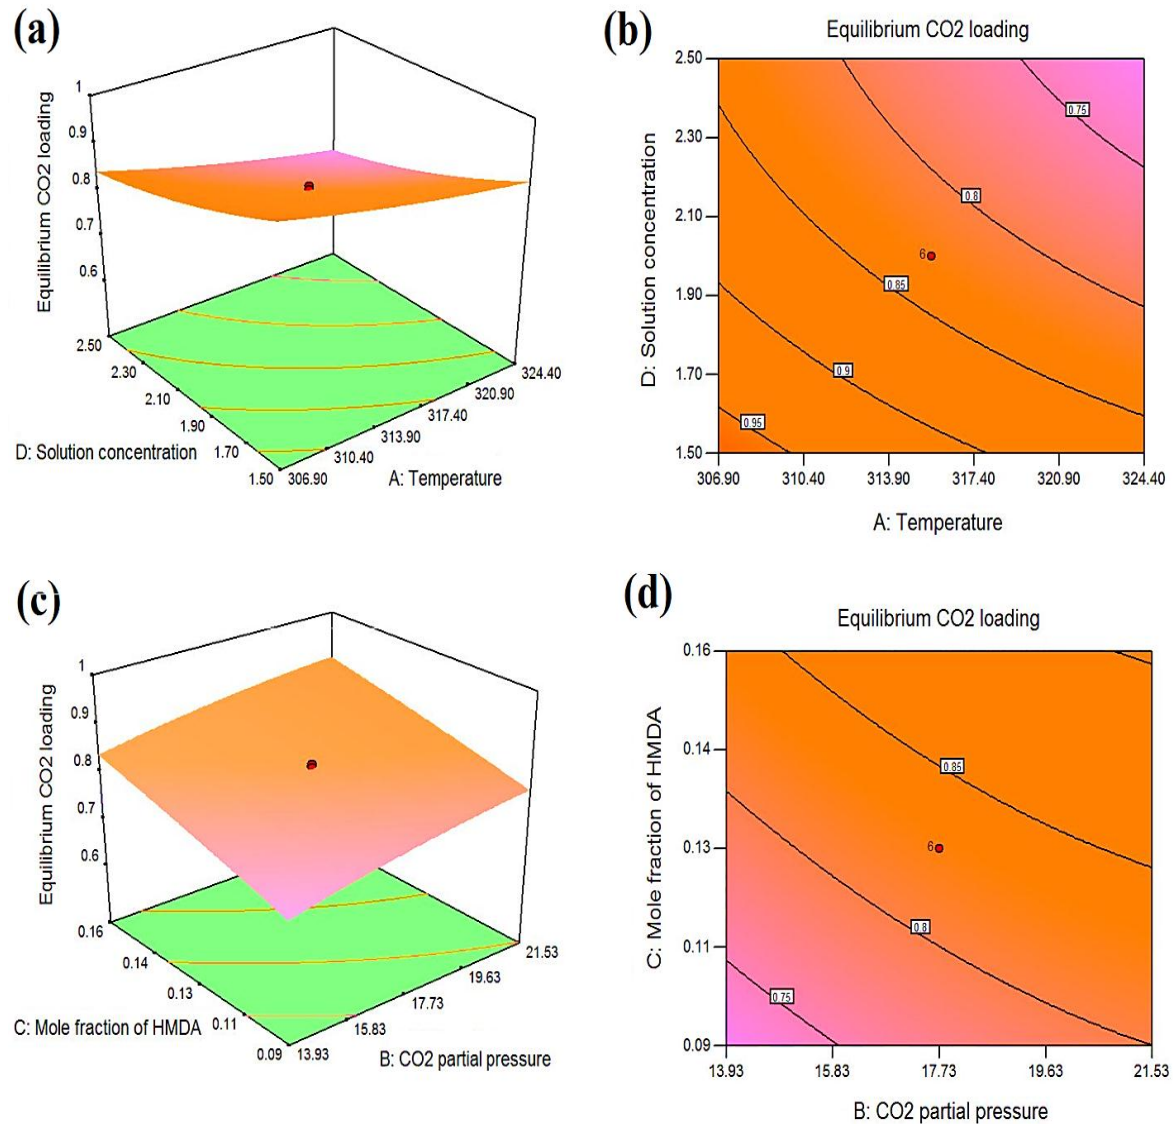 (a)
Equilibrium CO2 loading
1
0.9
0.8
0.7
0.6
2.50
2.30
2.10
1.90
1.70
1.50
D: Solution concentration
306.90
310.40
313.90
317.40
320.90
324.40
A: Temperature
(b)
Equilibrium CO2 loading
D: Solution concentration
2.50
2.30
2.10
1.90
1.70
1.50
0.75
0.8
6
0.85
0.9
0.95
306.90 310.40 313.90 317.40 320.90 324.40
A: Temperature
(c)
Equilibrium CO2 loading
1
0.9
0.8
0.7
0.6
0.16
0.14
0.13
0.11
0.09
C: Mole fraction of HMDA
13.93
15.83
17.73
19.63
21.53
B: CO2 partial pressure
(d)
Equilibrium CO2 loading
C: Mole fraction of HMDA
0.16
0.14
0.13
0.11
0.09
0.85
6
0.8
0.75
13.93 15.83 17.73 19.63 21.53
B: CO2 partial pressure